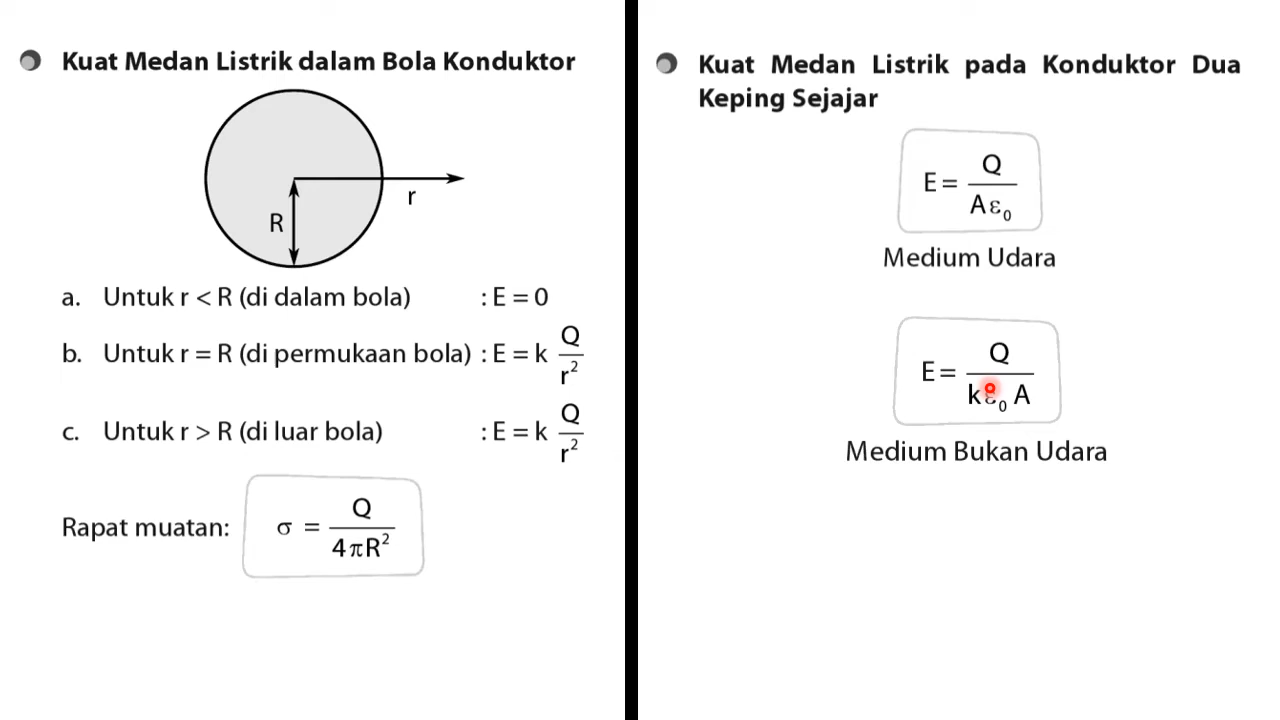 Kuat Medan Listrik dalam Bola Konduktor
R
r
a. Untuk r < R (di dalam bola) : E = 0
b. Untuk r = R (di permukaan bola) : E = k Q/r²
c. Untuk r > R (di luar bola) : E = k Q/r²
Rapat muatan: σ = Q/4πR²
Kuat Medan Listrik pada Konduktor Dua
Keping Sejajar
E = Q/Aε₀
Medium Udara
E = Q/kε₀ A
Medium Bukan Udara